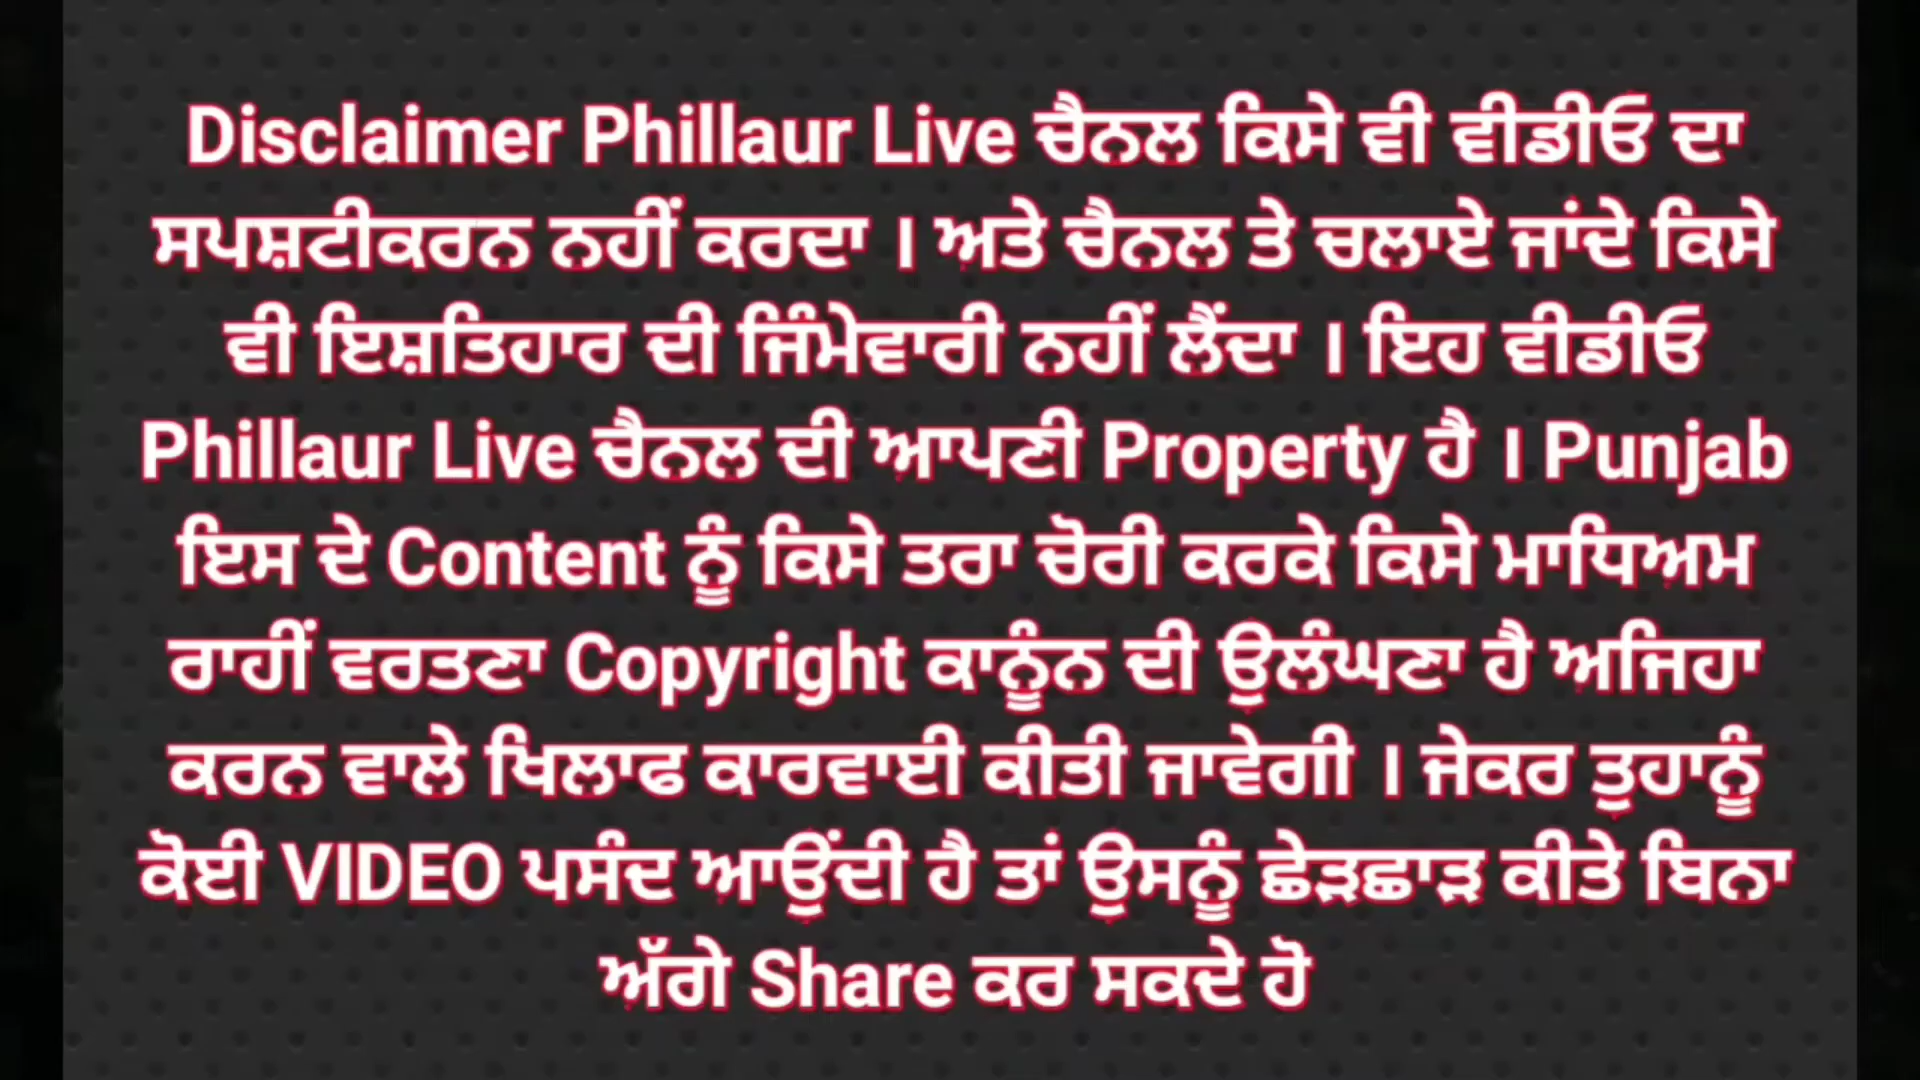 Disclaimer Phillaur Live ਚੈਨਲ ਕਿਸੇ ਵੀ ਵੀਡੀਓ ਦਾ
ਸਪਸ਼ਟੀਕਰਨ ਨਹੀਂ ਕਰਦਾ । ਅਤੇ ਚੈਨਲ ਤੇ ਚਲਾਏ ਜਾਂਦੇ ਕਿਸੇ
ਵੀ ਇਸ਼ਤਿਹਾਰ ਦੀ ਜਿੰਮੇਵਾਰੀ ਨਹੀਂ ਲੈਂਦਾ । ਇਹ ਵੀਡੀਓ
Phillaur Live ਚੈਨਲ ਦੀ ਆਪਣੀ Property ਹੈ । Punjab
ਇਸ ਦੇ Content ਨੂੰ ਕਿਸੇ ਤਰਾ ਚੋਰੀ ਕਰਕੇ ਕਿਸੇ ਮਾਧਿਅਮ
ਰਾਹੀਂ ਵਰਤਣਾ Copyright ਕਾਨੂੰਨ ਦੀ ਉਲੰਘਣਾ ਹੈ ਅਜਿਹਾ
ਕਰਨ ਵਾਲੇ ਖਿਲਾਫ ਕਾਰਵਾਈ ਕੀਤੀ ਜਾਵੇਗੀ । ਜੇਕਰ ਤੁਹਾਨੂੰ
ਕੋਈ VIDEO ਪਸੰਦ ਆਉਂਦੀ ਹੈ ਤਾਂ ਉਸਨੂੰ ਛੇੜਛਾੜ ਕੀਤੇ ਬਿਨਾ
ਅੱਗੇ Share ਕਰ ਸਕਦੇ ਹੋ